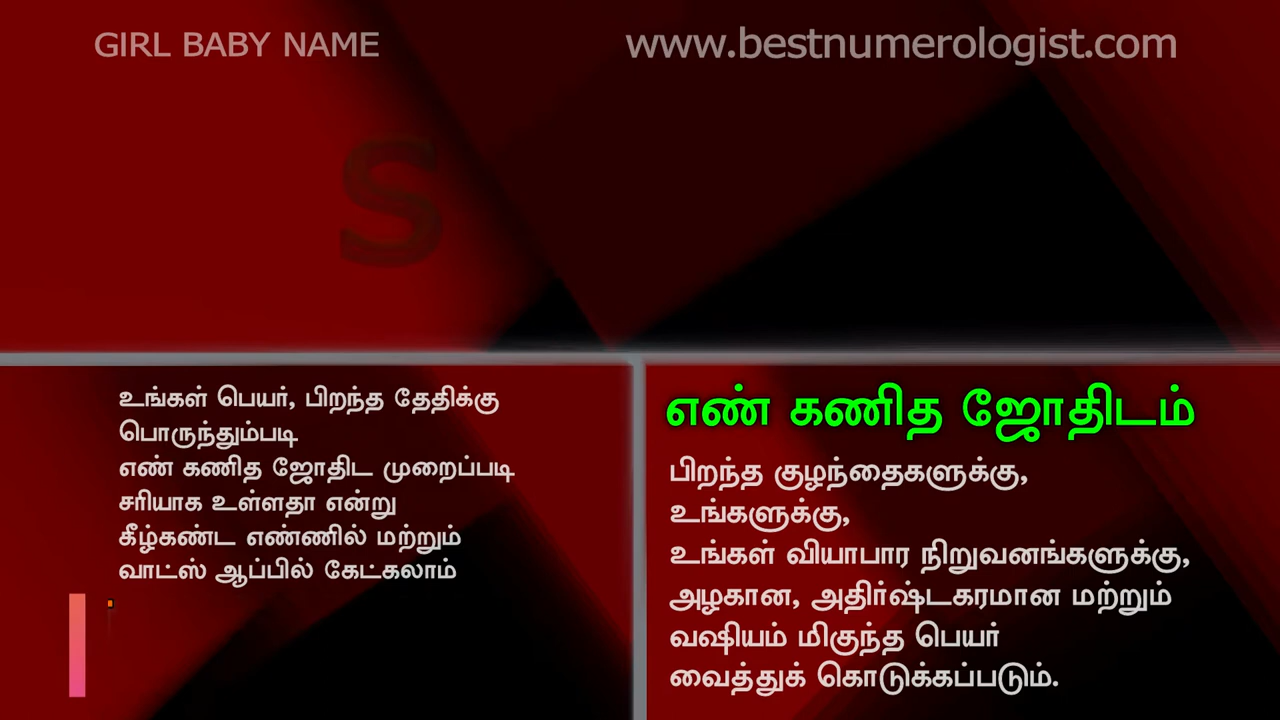 GIRL BABY NAME
www.bestnumerologist.com
S
உங்கள் பெயர், பிறந்த தேதிக்கு
பொருந்தும்படி
எண் கணித ஜோதிட முறைப்படி
சரியாக உள்ளதா என்று
கீழ்கண்ட எண்ணில் மற்றும்
வாட்ஸ் ஆப்பில் கேட்கலாம்
எண் கணித ஜோதிடம்
பிறந்த குழந்தைகளுக்கு,
உங்களுக்கு,
உங்கள் வியாபார நிறுவனங்களுக்கு,
அழகான, அதிர்ஷ்டகரமான மற்றும்
வஷியம் மிகுந்த பெயர்
வைத்துக் கொடுக்கப்படும்.